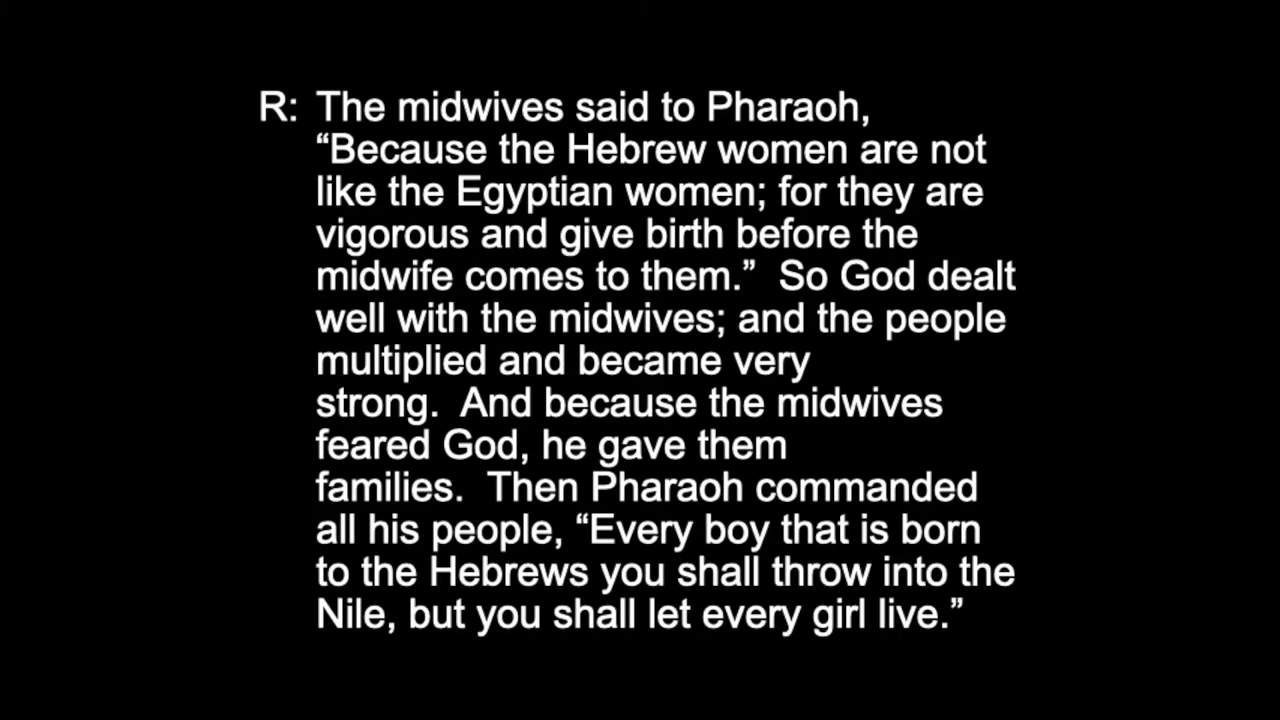 R: The midwives said to Pharaoh,
“Because the Hebrew women are not
like the Egyptian women; for they are
vigorous and give birth before the
midwife comes to them.”  So God dealt
well with the midwives; and the people
multiplied and became very
strong.  And because the midwives
feared God, he gave them
families.  Then Pharaoh commanded
all his people, “Every boy that is born
to the Hebrews you shall throw into the
Nile, but you shall let every girl live.”